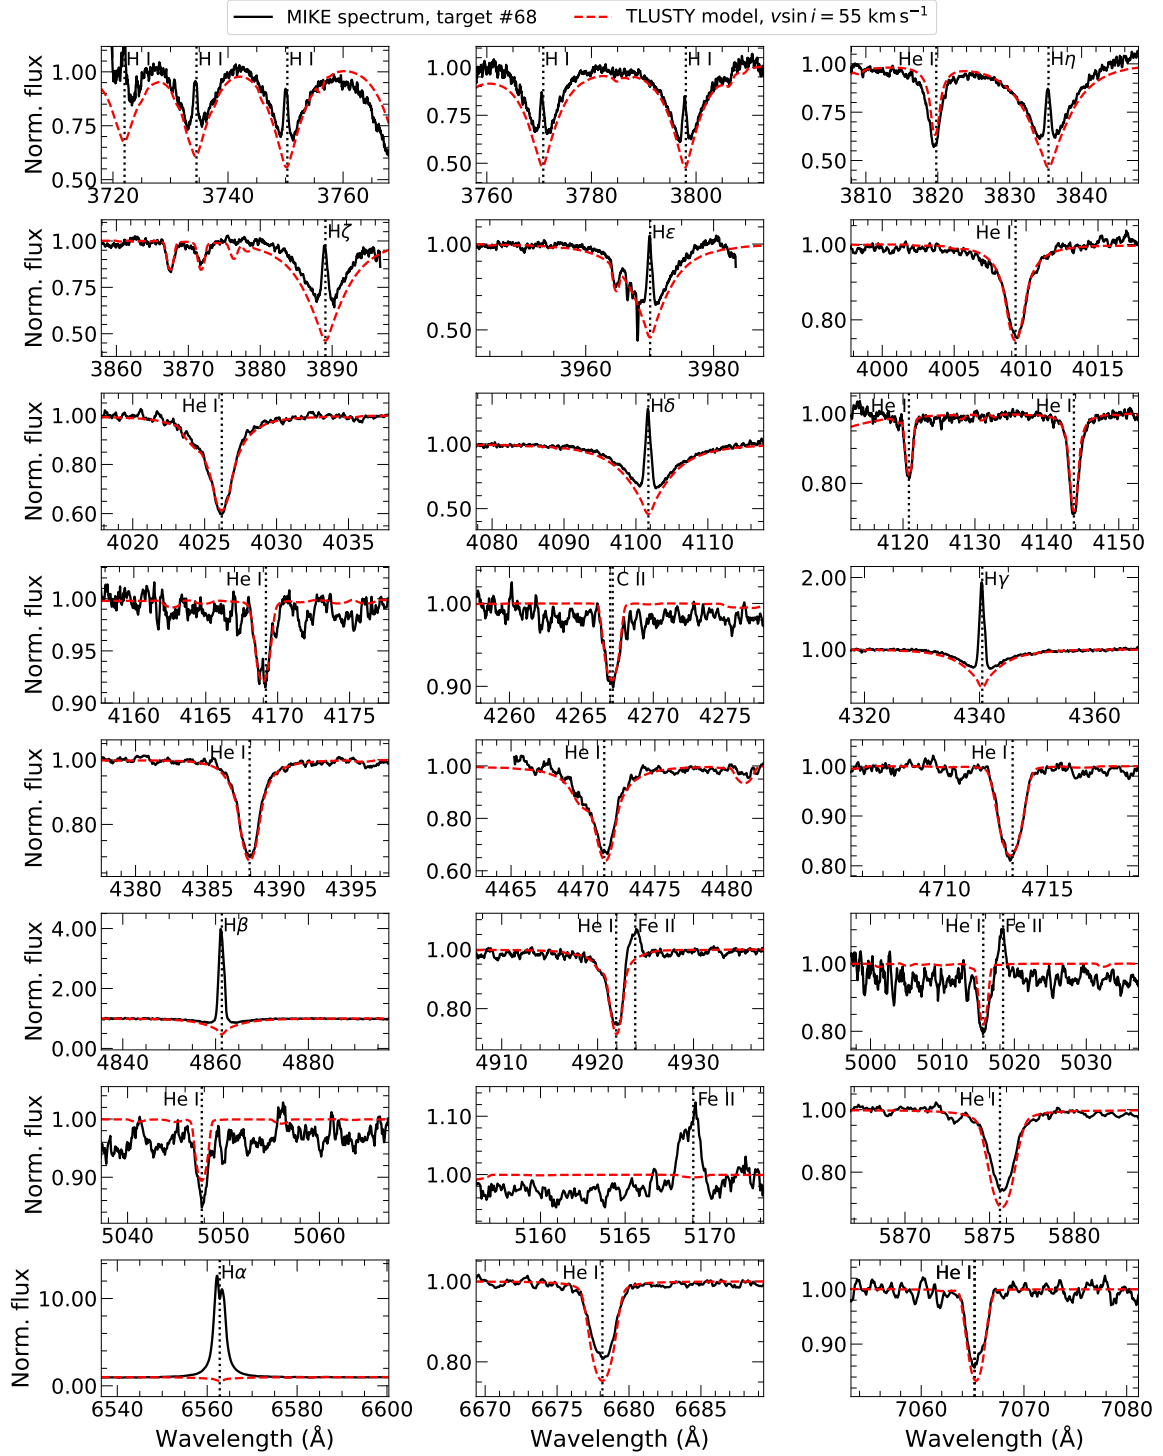 MIKE spectrum, target #68 TLUSTY model, v sin i = 55 km s⁻¹
H I H I H I H I H I He I Hη
Norm. flux
1.00 0.75 0.50 1.00 0.75 0.50 1.00 0.80 0.60
3720 3740 3760 3760 3780 3800 3810 3820 3830 3840
Hζ Hε He I
Norm. flux
1.00 0.75 0.50 1.00 0.50 1.00 0.80
3860 3870 3880 3890 3960 3980 4000 4005 4010 4015
He I Hδ He I He I
Norm. flux
1.00 0.80 0.60 1.00 0.75 0.50 1.00 0.80
4020 4025 4030 4035 4080 4090 4100 4110 4120 4130 4140 4150
He I C II Hγ
Norm. flux
1.00 0.95 0.90 1.00 0.95 0.90 2.00 1.00
4160 4165 4170 4175 4260 4265 4270 4275 4320 4340 4360
He I He I He I
Norm. flux
1.00 0.80 1.00 0.80 0.60 1.00 0.90 0.80
4380 4385 4390 4395 4465 4470 4475 4480 4710 4715
Hβ He I Fe II He I Fe II
Norm. flux
4.00 2.00 0.00 1.00 0.80 1.00 0.80
4840 4860 4880 4910 4920 4930 5000 5010 5020 5030
He I Fe II He I
Norm. flux
1.00 0.90 1.10 1.00 1.00 0.80
5040 5050 5060 5160 5165 5170 5870 5875 5880
Hα He I He I
Norm. flux
10.00 5.00 0.00 1.00 0.80 1.00 0.90
6540 6560 6580 6600 6670 6675 6680 6685 7060 7070 7080
Wavelength (Å) Wavelength (Å) Wavelength (Å)